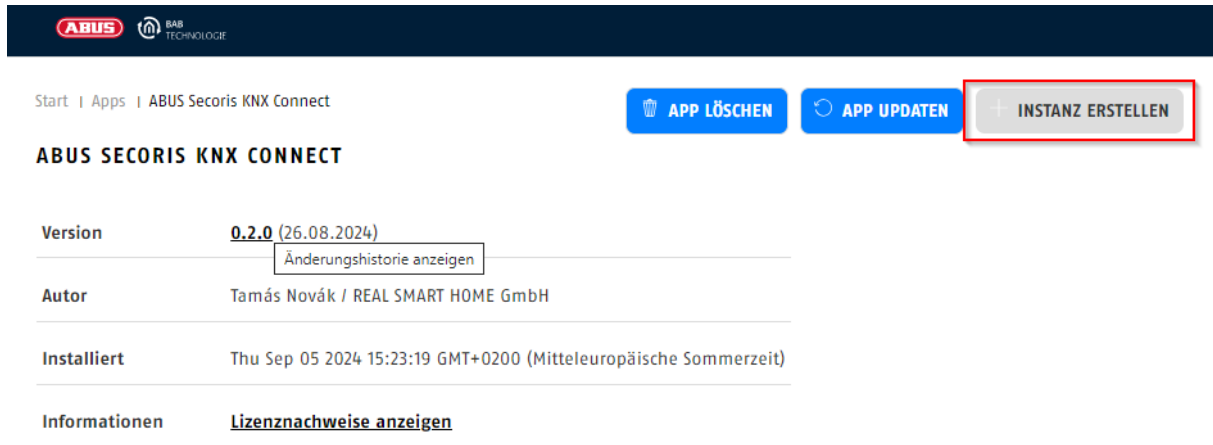 ABUS BAB
TECHNOLOGIE
Start | Apps | ABUS Secoris KNX Connect
APP LÖSCHEN APP UPDATEN INSTANZ ERSTELLEN
ABUS SECORIS KNX CONNECT
Version 0.2.0 (26.08.2024)
Änderungshistorie anzeigen
Autor Tamás Novák / REAL SMART HOME GmbH
Installiert Thu Sep 05 2024 15:23:19 GMT+0200 (Mitteleuropäische Sommerzeit)
Informationen Lizenznachweise anzeigen